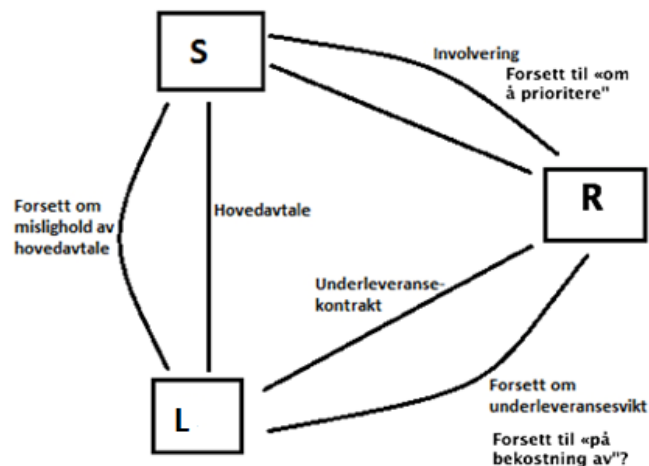 S
Involvering
Forsett til «om
å prioritere"
R
Forsett om
mislighold av
hovedavtale
Hovedavtale
Underleveranse-
kontrakt
L
Forsett om
underleveransesvikt
Forsett til «på
bekostning av"?